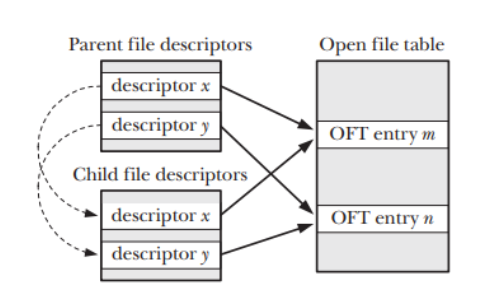 Parent file descriptors
Open file table
descriptor x
descriptor y
OFT entry m
Child file descriptors
descriptor x
OFT entry n
descriptor y